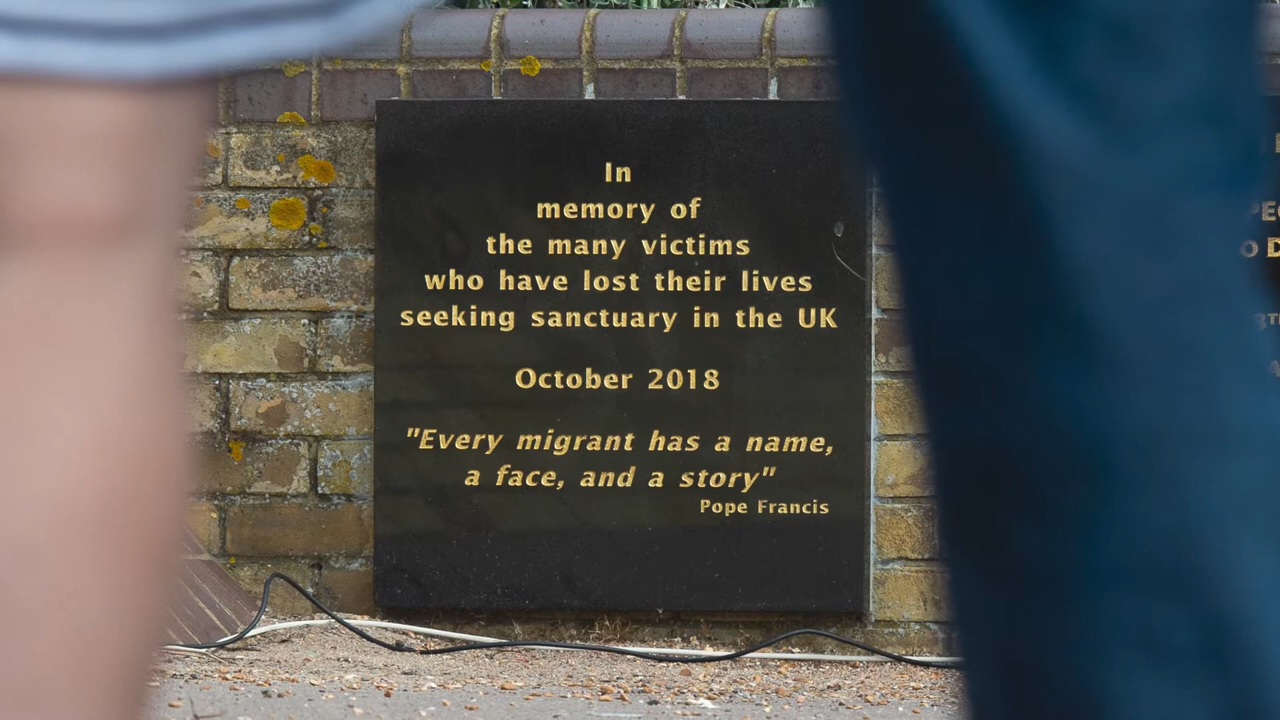 In
memory of
the many victims
who have lost their lives
seeking sanctuary in the UK
October 2018
"Every migrant has a name,
a face, and a story"
Pope Francis